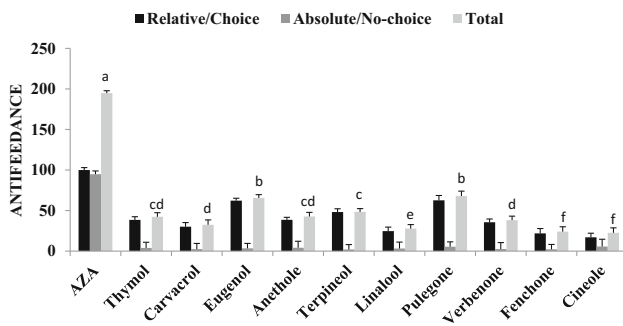 Relative/Choice Absolute/No-choice Total
250
200
150
100
50
0
ANTIFEEDANCE
a
cd
d
b
cd
c
e
b
d
f
f
AZA
Thymol
Carvacrol
Eugenol
Anethole
Terpineol
Linalool
Pulegone
Verbenone
Fenchone
Cineole